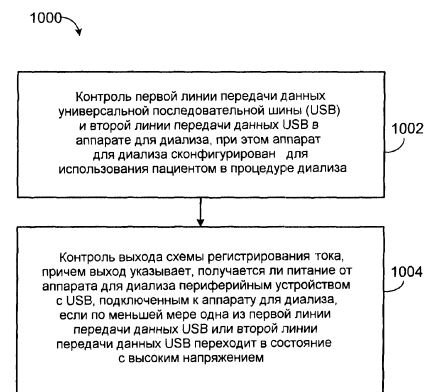 1000
Контроль первой линии передачи данных
универсальной последовательной шины (USB)
и второй линии передачи данных USB в
аппарате для диализа, при этом аппарат
для диализа сконфигурирован для
использования пациентом в процедуре диализа
1002
Контроль выхода схемы регистрирования тока,
причем выход указывает, получается ли питание от
аппарата для диализа периферийным устройством
с USB, подключенным к аппарату для диализа,
если по меньшей мере одна из первой линии
передачи данных USB или второй линии
передачи данных USB переходит в состояние
с высоким напряжением
1004